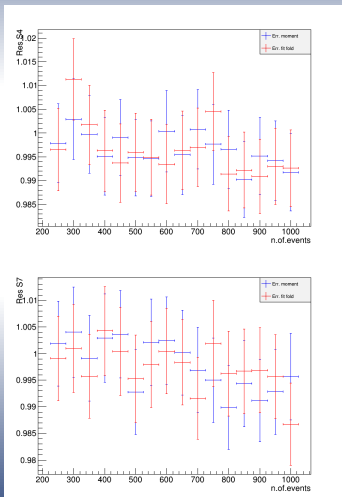 Res S4
Err. moment
Err. fit fold
1.02
1.015
1.01
1.005
1
0.995
0.99
0.985
200 300 400 500 600 700 800 900 1000
n.of.events
Res S7
Err. moment
Err. fit fold
1.01
1.005
1
0.995
0.99
0.985
0.98
200 300 400 500 600 700 800 900 1000
n.of.events